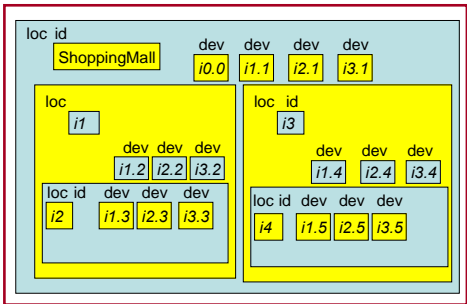 loc id
ShoppingMall
dev dev dev dev
i0.0 i1.1 i2.1 i3.1
loc
i1
dev dev dev
i1.2 i2.2 i3.2
loc id dev dev dev
i2 i1.3 i2.3 i3.3
loc id
i3
dev dev dev
i1.4 i2.4 i3.4
loc id dev dev dev
i4 i1.5 i2.5 i3.5